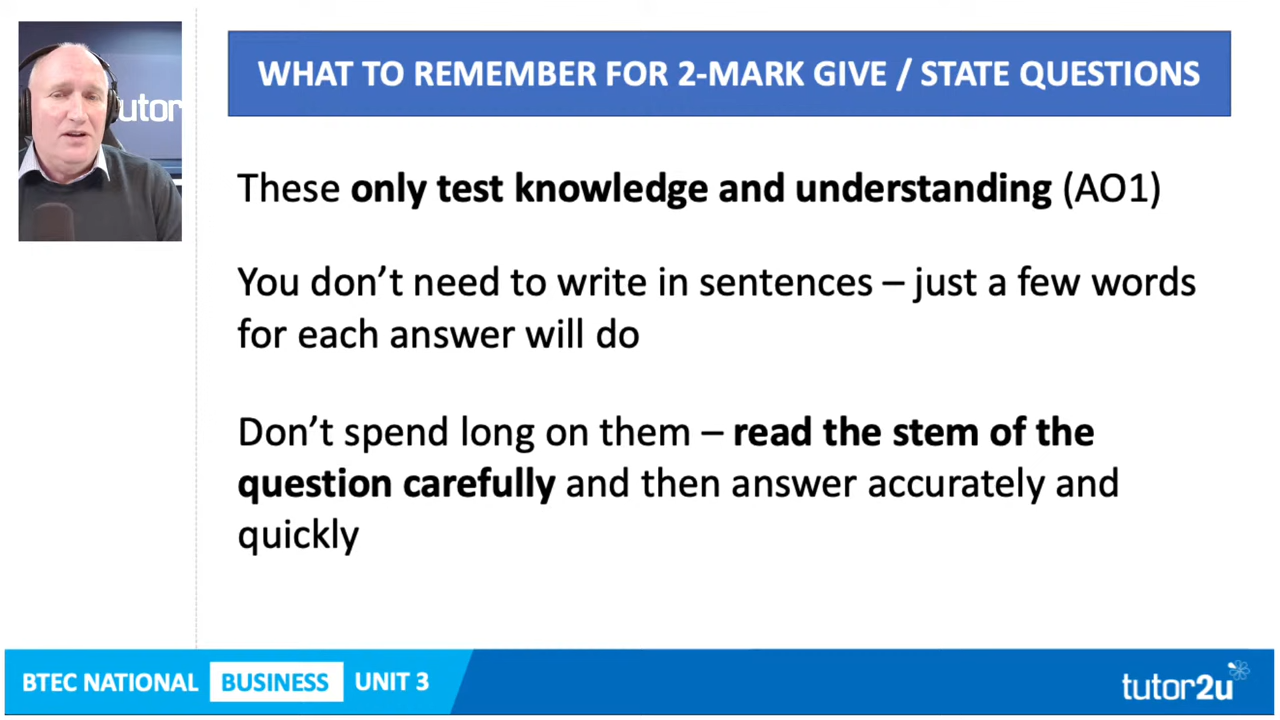 WHAT TO REMEMBER FOR 2-MARK GIVE / STATE QUESTIONS
utor
These only test knowledge and understanding (AO1)
You don’t need to write in sentences – just a few words
for each answer will do
Don’t spend long on them – read the stem of the
question carefully and then answer accurately and
quickly
BTEC NATIONAL BUSINESS UNIT 3
tutor2u